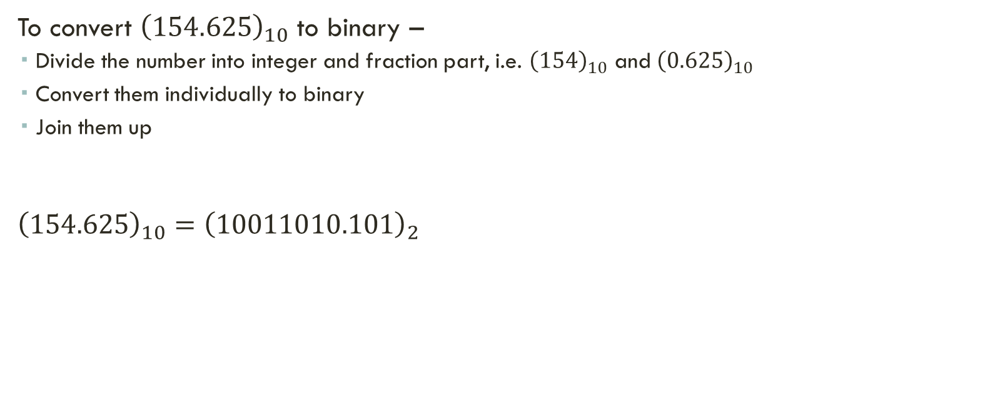 To convert (154.625)₁₀ to binary –
▪ Divide the number into integer and fraction part, i.e. (154)₁₀ and (0.625)₁₀
▪ Convert them individually to binary
▪ Join them up
(154.625)₁₀ = (10011010.101)₂